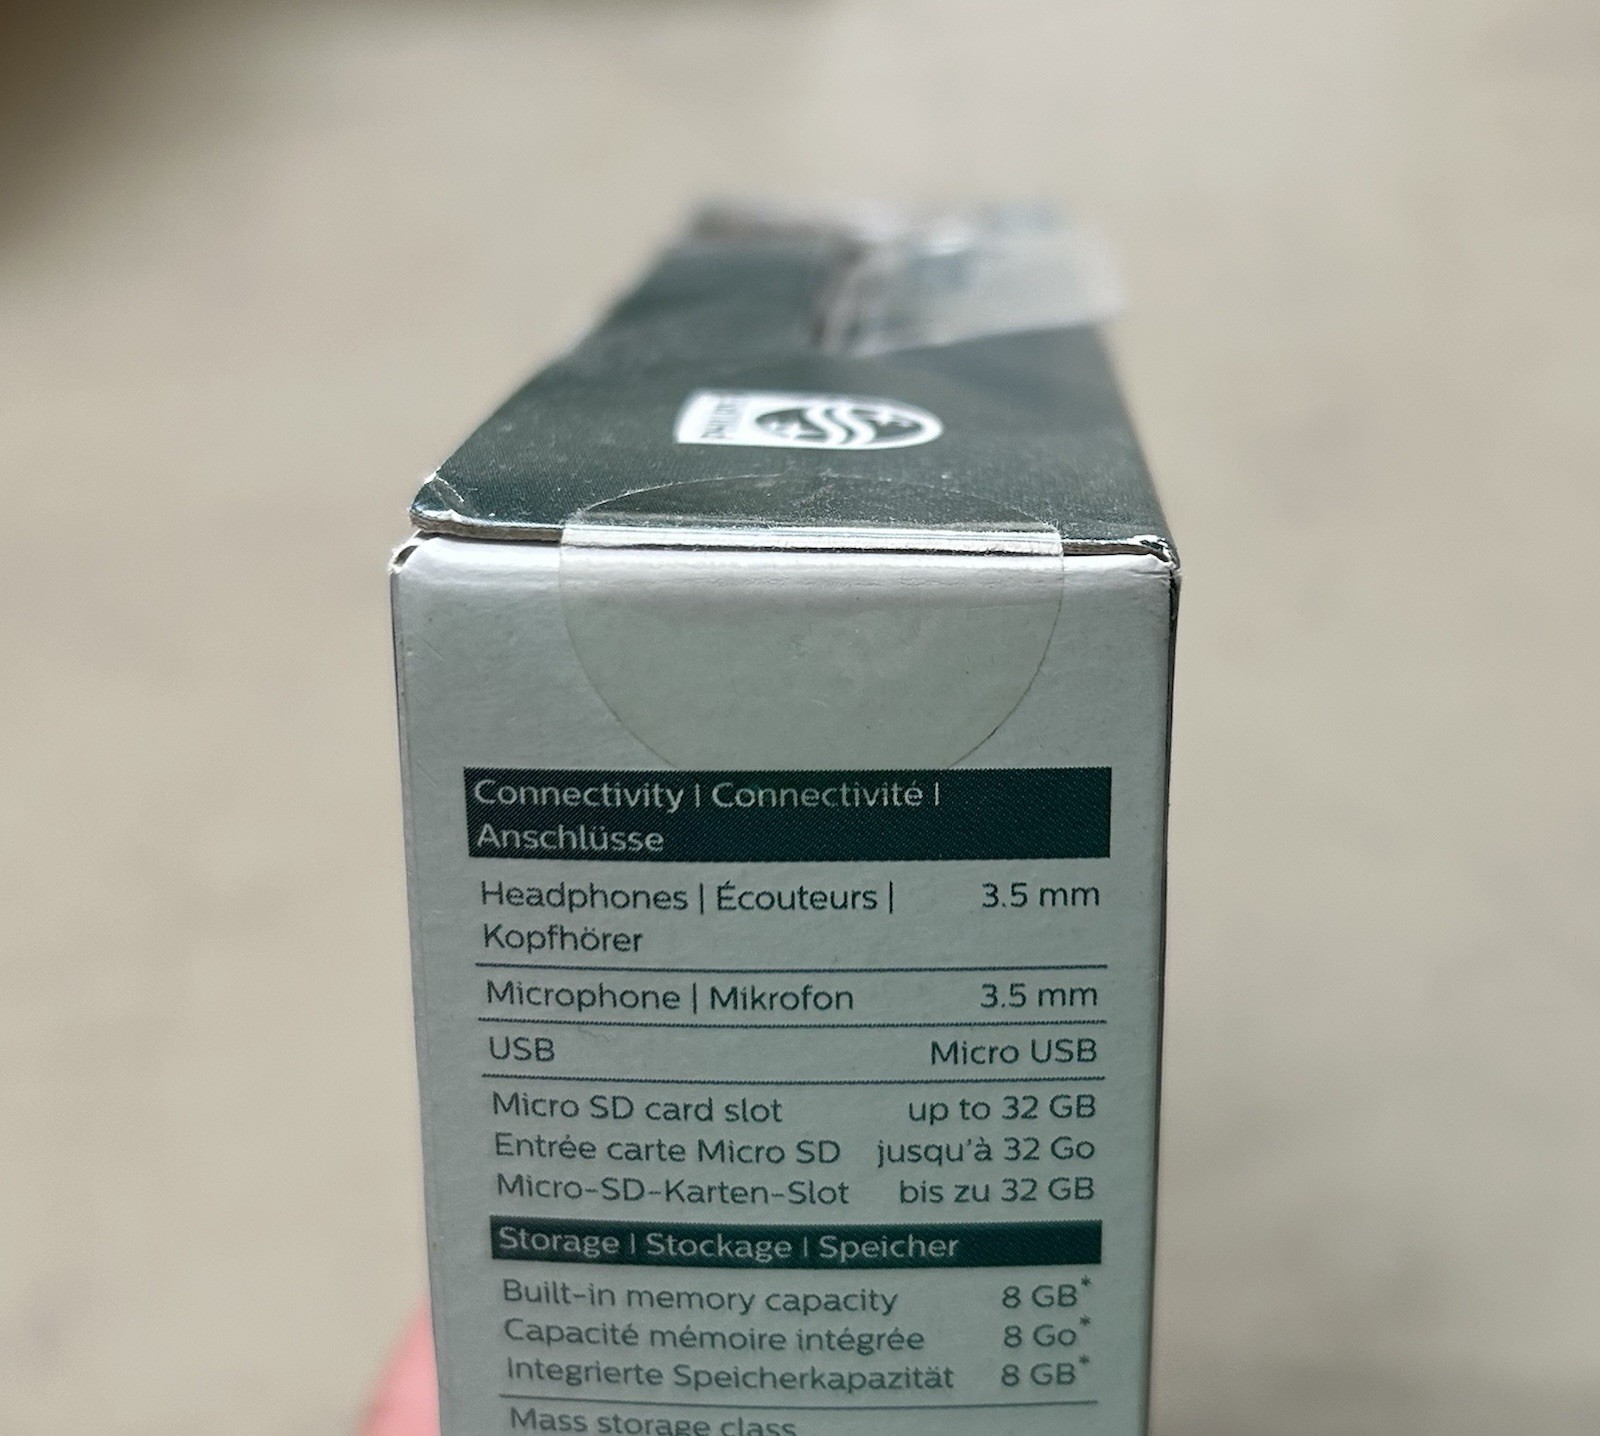 PHILIPS
Connectivity | Connectivité |
Anschlüsse
Headphones | Écouteurs | 3.5 mm
Kopfhörer
Microphone | Mikrofon 3.5 mm
USB Micro USB
Micro SD card slot up to 32 GB
Entrée carte Micro SD jusqu'à 32 Go
Micro-SD-Karten-Slot bis zu 32 GB
Storage | Stockage | Speicher
Built-in memory capacity 8 GB*
Capacité mémoire intégrée 8 Go*
Integrierte Speicherkapazität 8 GB*
Mass storage class